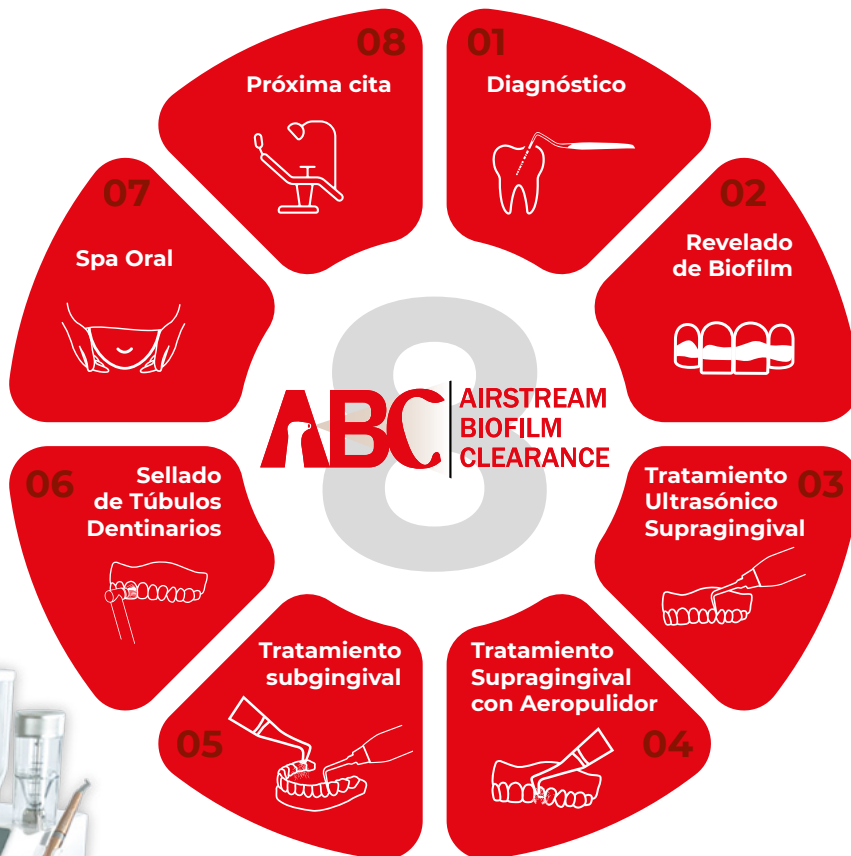 01
Diagnóstico
02
Revelado
de Biofilm
03
Tratamiento
Ultrasónico
Supragingival
04
Tratamiento
Supragingival
con Aeropulidor
05
Tratamiento
subgingival
06
Sellado
de Túbulos
Dentinarios
07
Spa Oral
08
Próxima cita
8
ABC
AIRSTREAM
BIOFILM
CLEARANCE